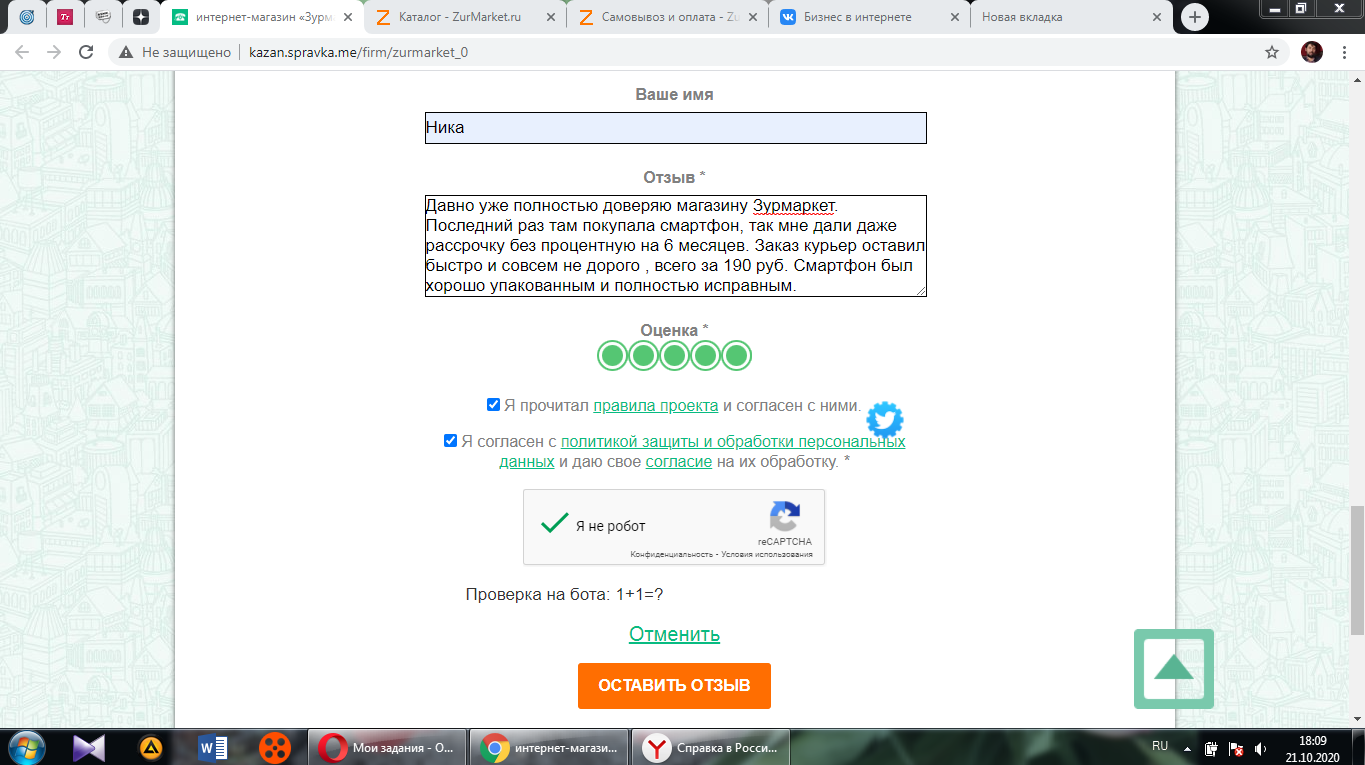 интернет-магазин «Зурм
Каталог - ZurMarket.ru
Самовывоз и оплата - Zu
Бизнес в интернете
Новая вкладка
Не защищено
kazan.spravka.me/firm/zurmarket_0
Ваше имя
Ника
Отзыв *
Давно уже полностью доверяю магазину Зурмаркет.
Последний раз там покупала смартфон, так мне дали даже
рассрочку без процентную на 6 месяцев. Заказ курьер оставил
быстро и совсем не дорого , всего за 190 руб. Смартфон был
хорошо упакованным и полностью исправным.
Оценка *
Я прочитал правила проекта и согласен с ними.
Я согласен с политикой защиты и обработки персональных
данных и даю свое согласие на их обработку. *
Я не робот
reCAPTCHA
Конфиденциальность - Условия использования
Проверка на бота: 1+1=?
Отменить
ОСТАВИТЬ ОТЗЫВ
Мои задания - O...
интернет-магази...
Справка в Росси...
RU
18:09
21.10.2020